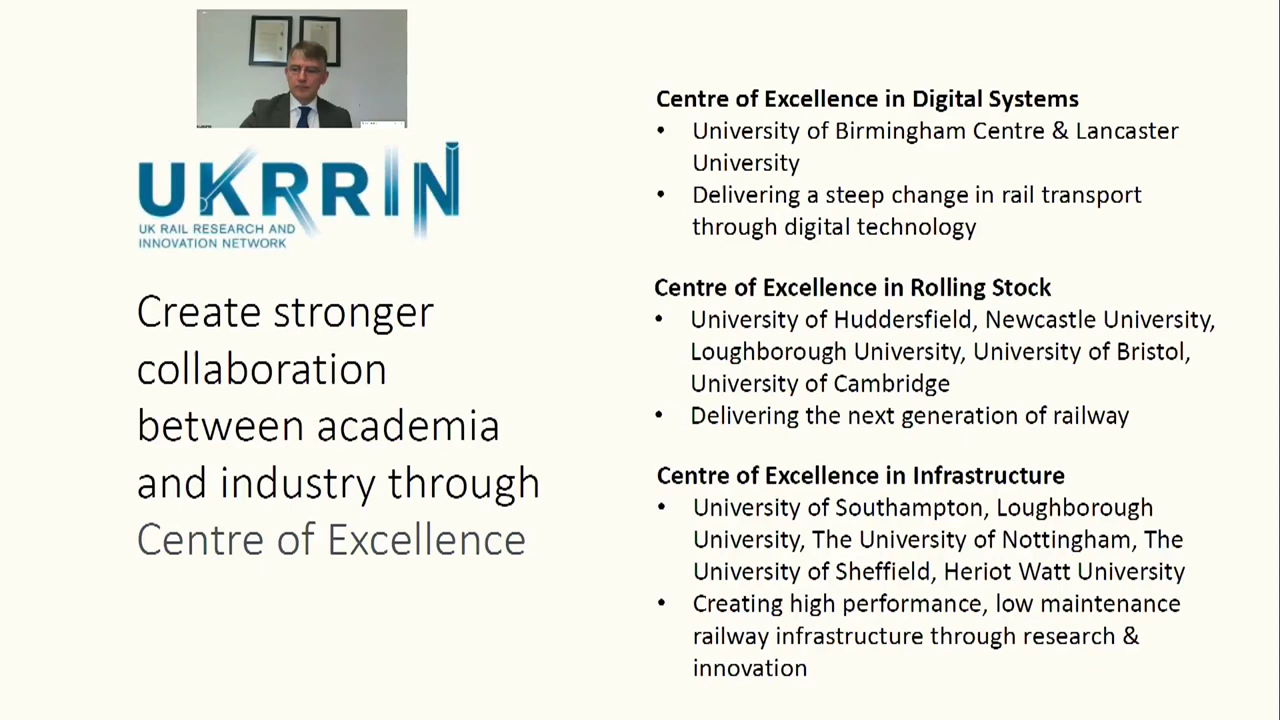 UKRRIN
UK RAIL RESEARCH AND
INNOVATION NETWORK
Create stronger
collaboration
between academia
and industry through
Centre of Excellence
Centre of Excellence in Digital Systems
• University of Birmingham Centre & Lancaster
University
• Delivering a steep change in rail transport
through digital technology
Centre of Excellence in Rolling Stock
• University of Huddersfield, Newcastle University,
Loughborough University, University of Bristol,
University of Cambridge
• Delivering the next generation of railway
Centre of Excellence in Infrastructure
• University of Southampton, Loughborough
University, The University of Nottingham, The
University of Sheffield, Heriot Watt University
• Creating high performance, low maintenance
railway infrastructure through research &
innovation